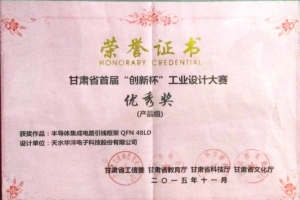 荣誉证书
HONORARY CREDENTIAL
甘肃省首届“创新杯”工业设计大赛
优秀奖
(产品组)
获奖作品：半导体集成电路引线框架 QFN 48LD
设计单位：天水华洋电子科技股份有限公司
甘肃省工信委 甘肃省教育厅 甘肃省科技厅 甘肃省文化厅
二〇一五年十一月